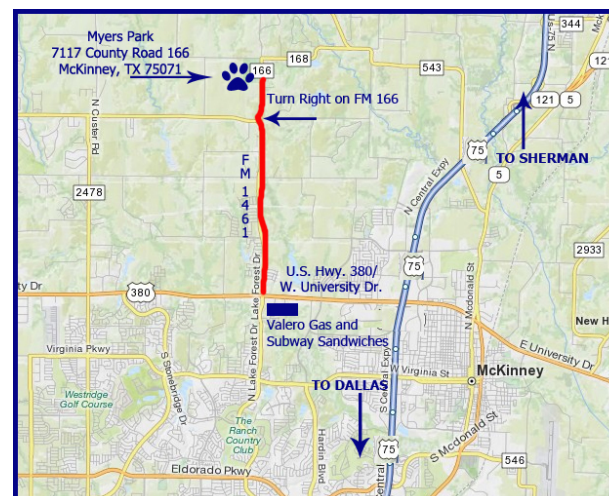 Myers Park
7117 County Road 166
McKinney, TX 75071
166
168
543
344
Us-75 N
121
121
5
75
TO SHERMAN
5
Turn Right on FM 166
N Custer Rd
2478
FM 1461
N Central Expy
75
2933
U.S. Hwy. 380/
W. University Dr.
ty Dr
380
N Lake Forest Dr
Lake Forest Dr
N McDonald St
New H
Valero Gas and
Subway Sandwiches
Virginia Pkwy
S Stonebridge Dr
E University Dr
W Virginia St
McKinney
TO DALLAS
S Central Expy
75
Westridge
Golf Course
The
Ranch
Country
Club
Hardin Blvd
S Mcdonald St
75
546
Eldorado Pkwy
S Central